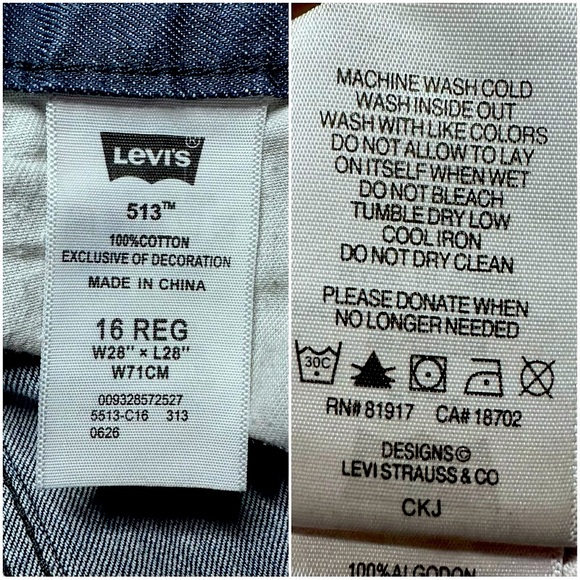 LEVI'S®
513™
100%COTTON
EXCLUSIVE OF DECORATION
MADE IN CHINA
16 REG
W28" × L28"
W71CM
009328572527
5513-C16 313
0626
MACHINE WASH COLD
WASH INSIDE OUT
WASH WITH LIKE COLORS
DO NOT ALLOW TO LAY
ON ITSELF WHEN WET
DO NOT BLEACH
TUMBLE DRY LOW
COOL IRON
DO NOT DRY CLEAN
PLEASE DONATE WHEN
NO LONGER NEEDED
30C
RN# 81917 CA# 18702
DESIGNS©
LEVI STRAUSS & CO
CKJ
100%ALGODON